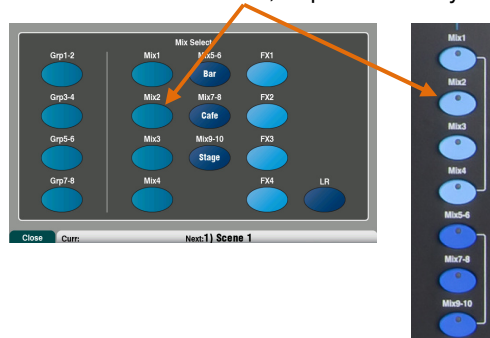 Mix Select
Grp1-2 Mix1 Mix5-6 FX1
Bar
Grp3-4 Mix2 Mix7-8 FX2
Cafe
Grp5-6 Mix3 Mix9-10 FX3
Stage
Grp7-8 Mix4 FX4 LR
Close Curr: Next:1) Scene 1
Mix1
Mix2
Mix3
Mix4
Mix5-6
Mix7-8
Mix9-10